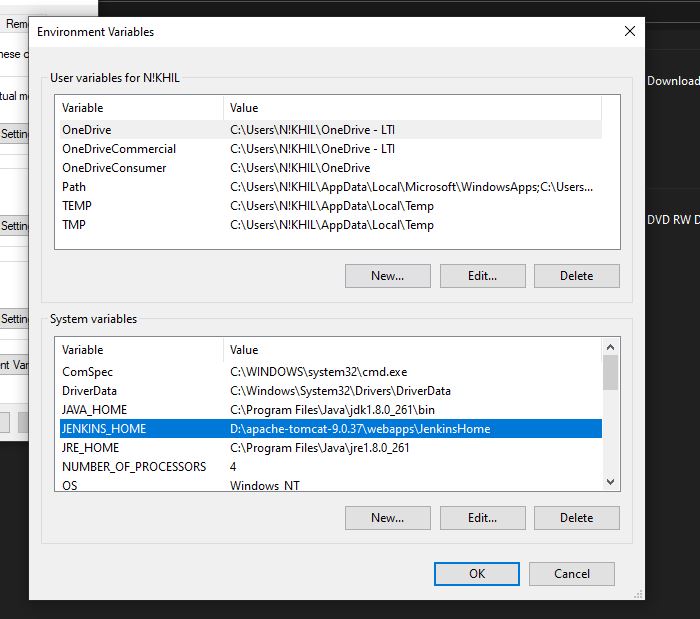 Rem
Environment Variables
hese
User variables for N!KHIL
Download
Variable Value
tual m
OneDrive C:\Users\N!KHIL\OneDrive - LTI
Setting
OneDriveCommercial C:\Users\N!KHIL\OneDrive - LTI
OneDriveConsumer C:\Users\N!KHIL\OneDrive
Path C:\Users\N!KHIL\AppData\Local\Microsoft\WindowsApps;C:\Users...
TEMP C:\Users\N!KHIL\AppData\Local\Temp
DVD RW D
TMP C:\Users\N!KHIL\AppData\Local\Temp
Setting
New... Edit... Delete
System variables
Setting
Variable Value
nt Var
ComSpec C:\WINDOWS\system32\cmd.exe
DriverData C:\Windows\System32\Drivers\DriverData
JAVA_HOME C:\Program Files\Java\jdk1.8.0_261\bin
JENKINS_HOME D:\apache-tomcat-9.0.37\webapps\JenkinsHome
JRE_HOME C:\Program Files\Java\jre1.8.0_261
NUMBER_OF_PROCESSORS 4
OS Windows_NT
New... Edit... Delete
OK Cancel